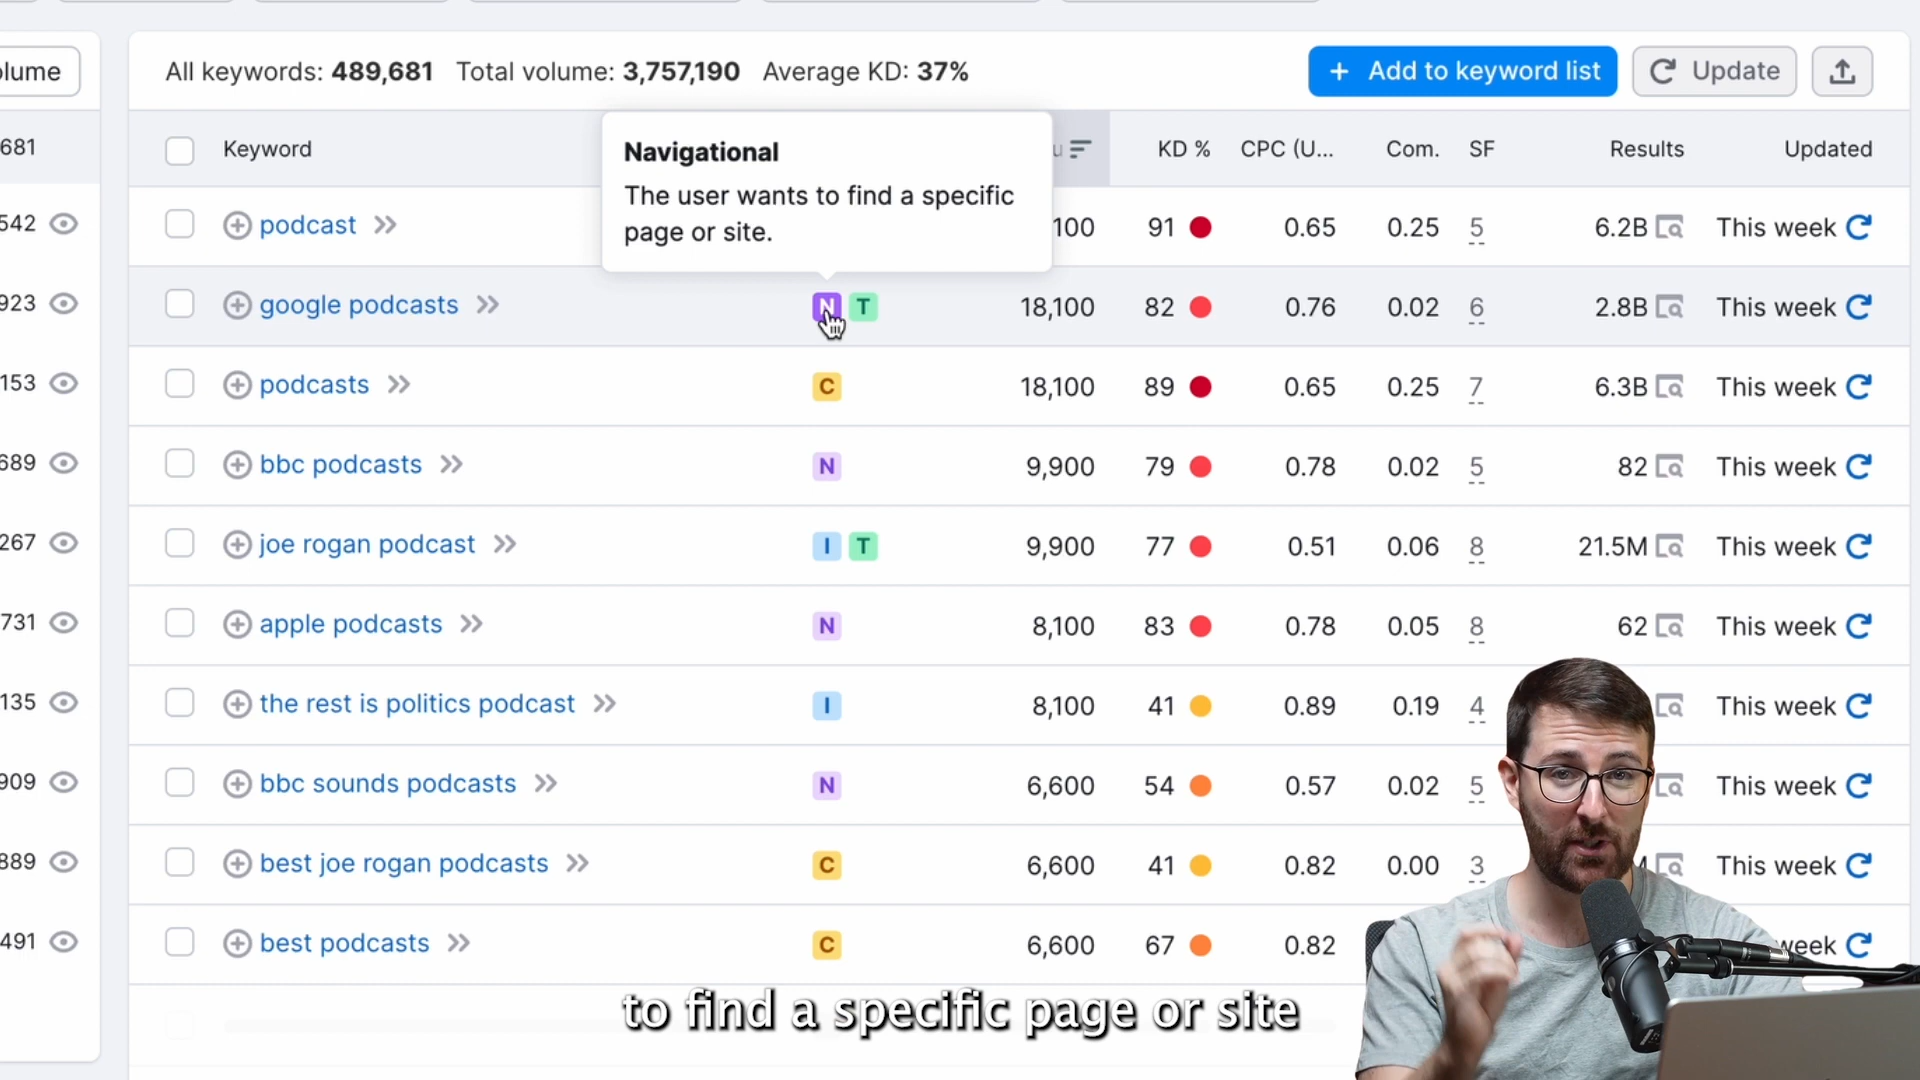 olume
All keywords: 489,681 Total volume: 3,757,190 Average KD: 37%
+ Add to keyword list
Update
681
Keyword
KD %
CPC (U...
Com.
SF
Results
Updated
Navigational
The user wants to find a specific
page or site.
542
podcast
100 91 0.65 0.25 5 6.2B This week
923
google podcasts N T 18,100 82 0.76 0.02 6 2.8B This week
153
podcasts C 18,100 89 0.65 0.25 7 6.3B This week
689
bbc podcasts N 9,900 79 0.78 0.02 5 82 This week
267
joe rogan podcast I T 9,900 77 0.51 0.06 8 21.5M This week
731
apple podcasts N 8,100 83 0.78 0.05 8 62 This week
135
the rest is politics podcast I 8,100 41 0.89 0.19 4 This week
909
bbc sounds podcasts N 6,600 54 0.57 0.02 5 This week
889
best joe rogan podcasts C 6,600 41 0.82 0.00 3 This week
491
best podcasts C 6,600 67 0.82 week
to find a specific page or site